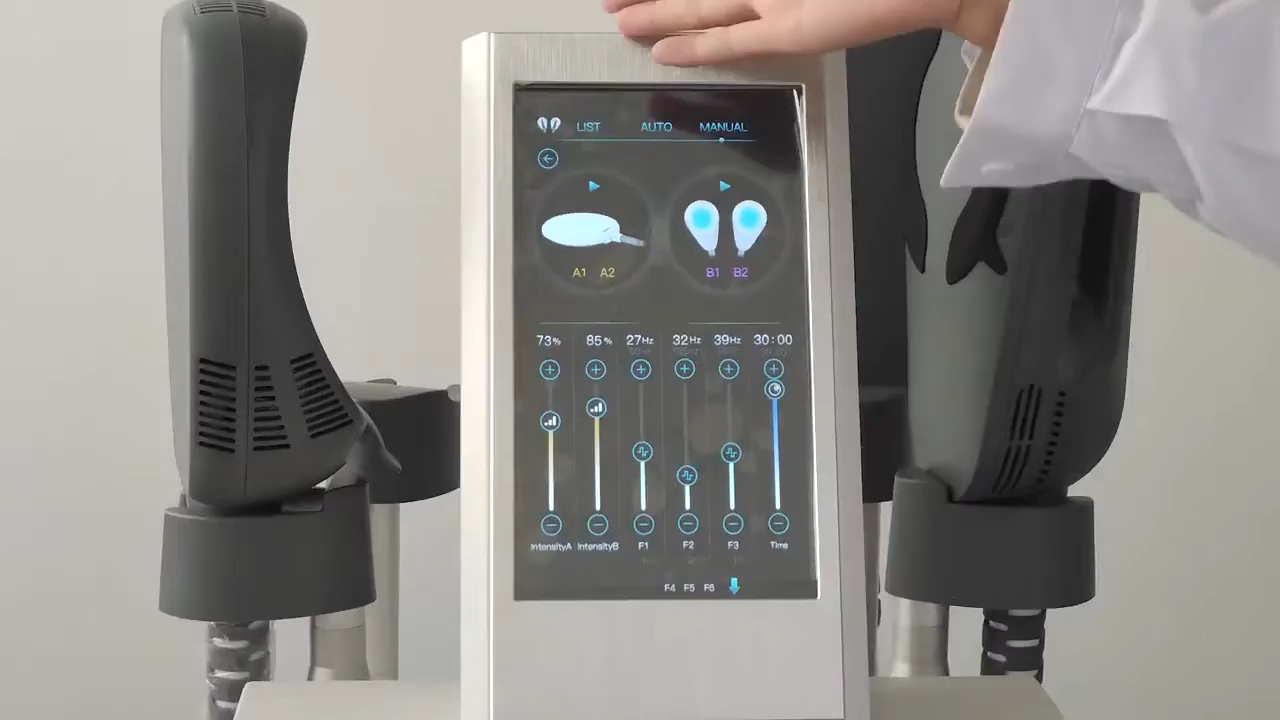 LIST AUTO MANUAL
A1 A2 B1 B2
73% 85% 27Hz 32Hz 39Hz 30:00
IntensityA IntensityB F1 F2 F3 Time
F4 F5 F6